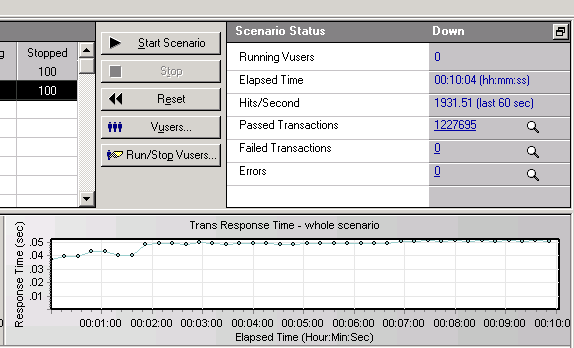 g Stopped
100
100
Start Scenario
Stop
Reset
Vusers...
Run/Stop Vusers...
Scenario Status Down
Running Vusers 0
Elapsed Time 00:10:04 (hh:mm:ss)
Hits/Second 1931.51 (last 60 sec)
Passed Transactions 1227695
Failed Transactions 0
Errors 0
Trans Response Time - whole scenario
Response Time (sec)
.05
.04
.03
.02
.01
00:01:00 00:02:00 00:03:00 00:04:00 00:05:00 00:06:00 00:07:00 00:08:00 00:09:00 00:10:0
Elapsed Time (Hour:Min:Sec)